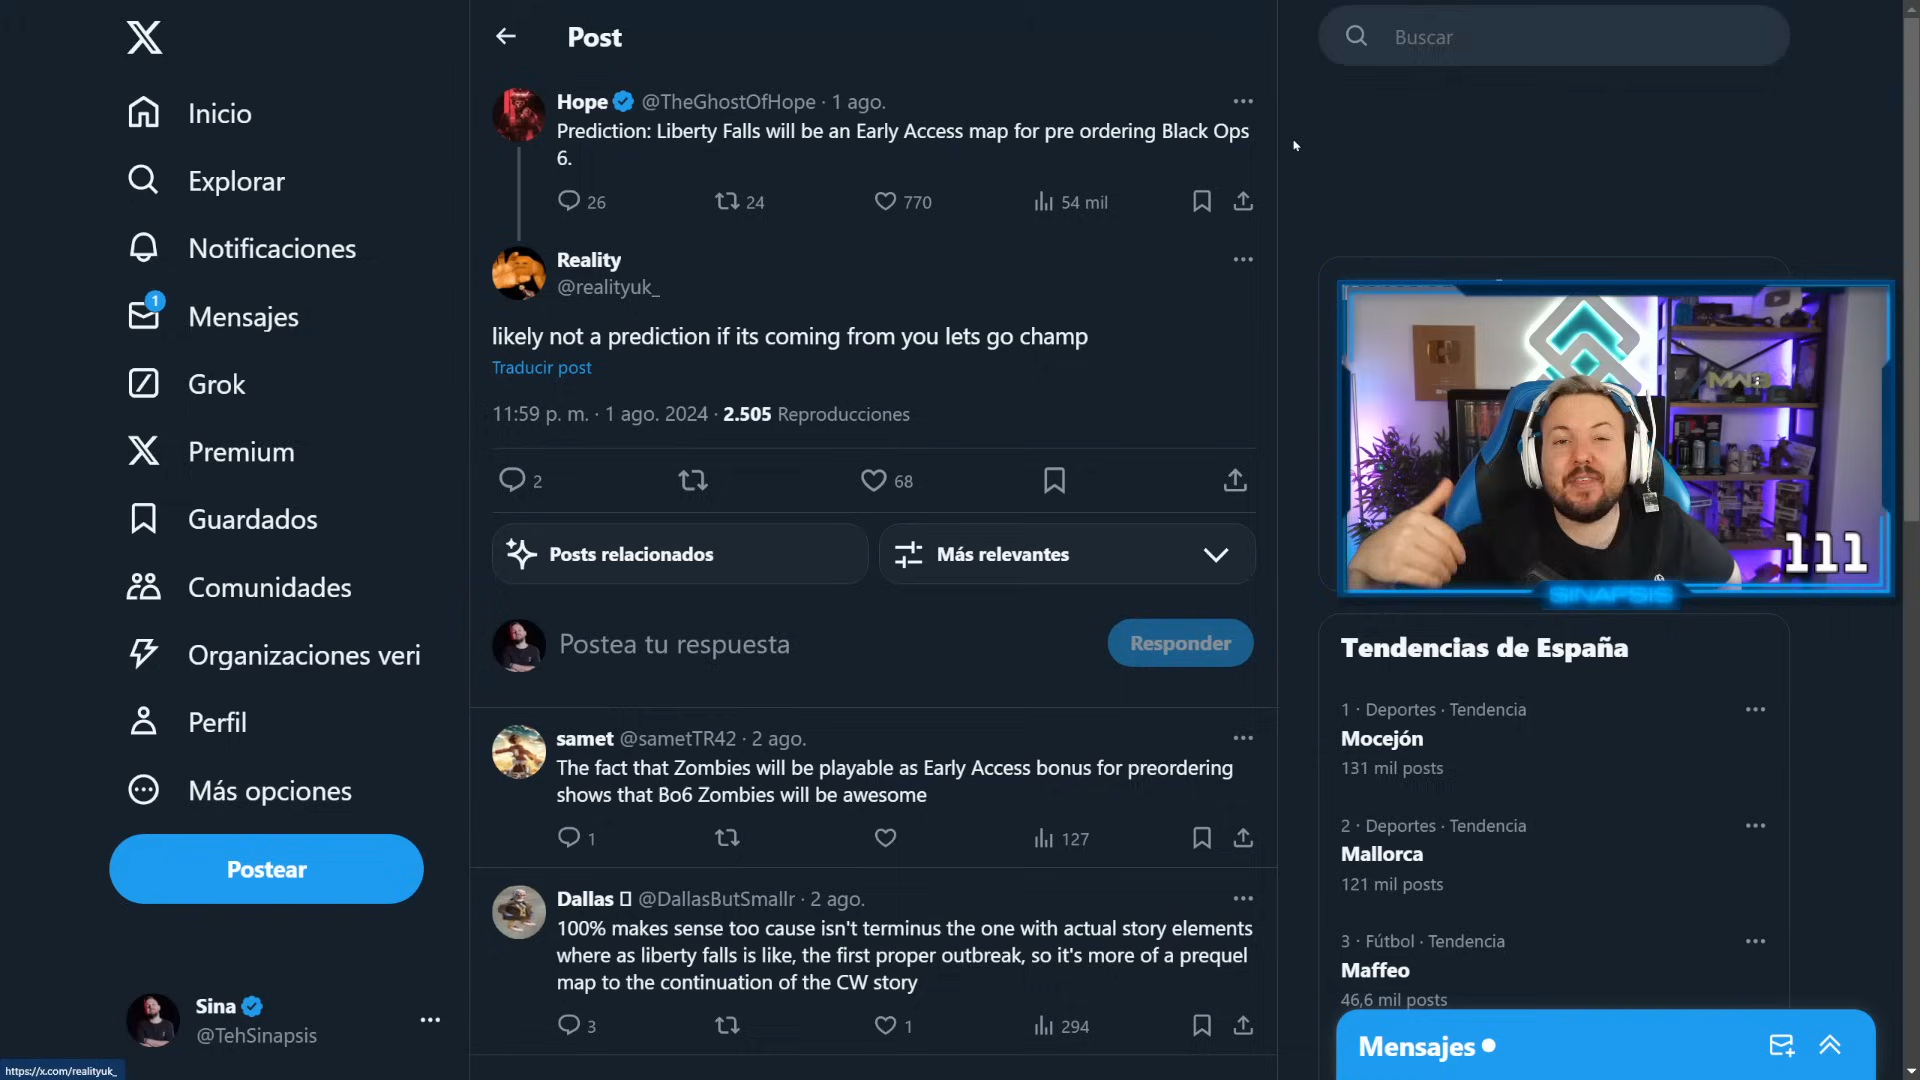 Inicio
Explorar
Notificaciones
1
Mensajes
Grok
Premium
Guardados
Comunidades
Organizaciones veri
Perfil
Más opciones
Postear
Sina
@TehSinapsis
https://x.com/realityuk_
Post
Hope @TheGhostOfHope · 1 ago.
Prediction: Liberty Falls will be an Early Access map for pre ordering Black Ops
6.
26 24 770 54 mil
Reality
@realityuk_
likely not a prediction if its coming from you lets go champ
Traducir post
11:59 p. m. · 1 ago. 2024 · 2.505 Reproducciones
2 68
Posts relacionados
Más relevantes
Postea tu respuesta
Responder
samet @sametTR42 · 2 ago.
The fact that Zombies will be playable as Early Access bonus for preordering
shows that Bo6 Zombies will be awesome
1 127
Dallas @DallasButSmallr · 2 ago.
100% makes sense too cause isn't terminus the one with actual story elements
where as liberty falls is like, the first proper outbreak, so it's more of a prequel
map to the continuation of the CW story
3 1 294
Buscar
MW3
111
SINAPSIS
Tendencias de España
1 · Deportes · Tendencia
Mocejón
131 mil posts
2 · Deportes · Tendencia
Mallorca
121 mil posts
3 · Fútbol · Tendencia
Maffeo
46,6 mil posts
Mensajes